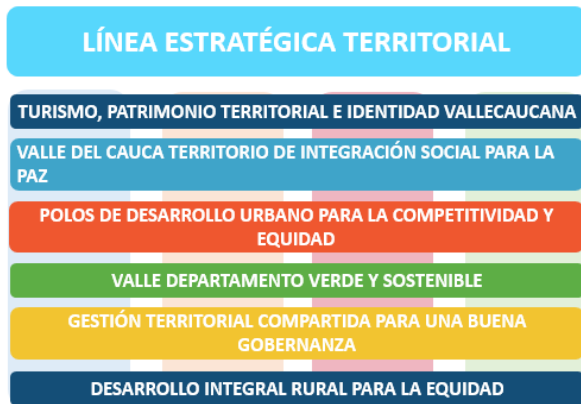 LÍNEA ESTRATÉGICA TERRITORIAL
TURISMO, PATRIMONIO TERRITORIAL E IDENTIDAD VALLECAUCANA
VALLE DEL CAUCA TERRITORIO DE INTEGRACIÓN SOCIAL PARA LA
PAZ
POLOS DE DESARROLLO URBANO PARA LA COMPETITIVIDAD Y
EQUIDAD
VALLE DEPARTAMENTO VERDE Y SOSTENIBLE
GESTIÓN TERRITORIAL COMPARTIDA PARA UNA BUENA
GOBERNANZA
DESARROLLO INTEGRAL RURAL PARA LA EQUIDAD